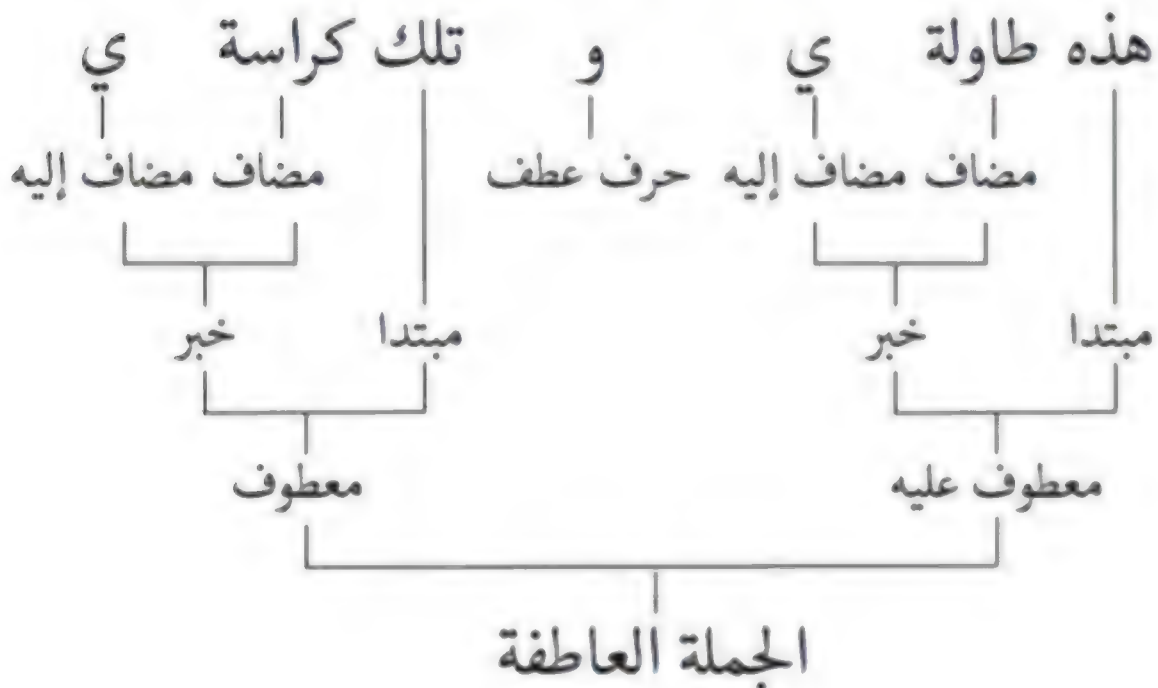 هذه طاولة ي و تلك كراسة ي
مضاف مضاف إليه حرف عطف مضاف مضاف إليه
مبتدا خبر مبتدا خبر
معطوف عليه معطوف
الجملة العاطفة